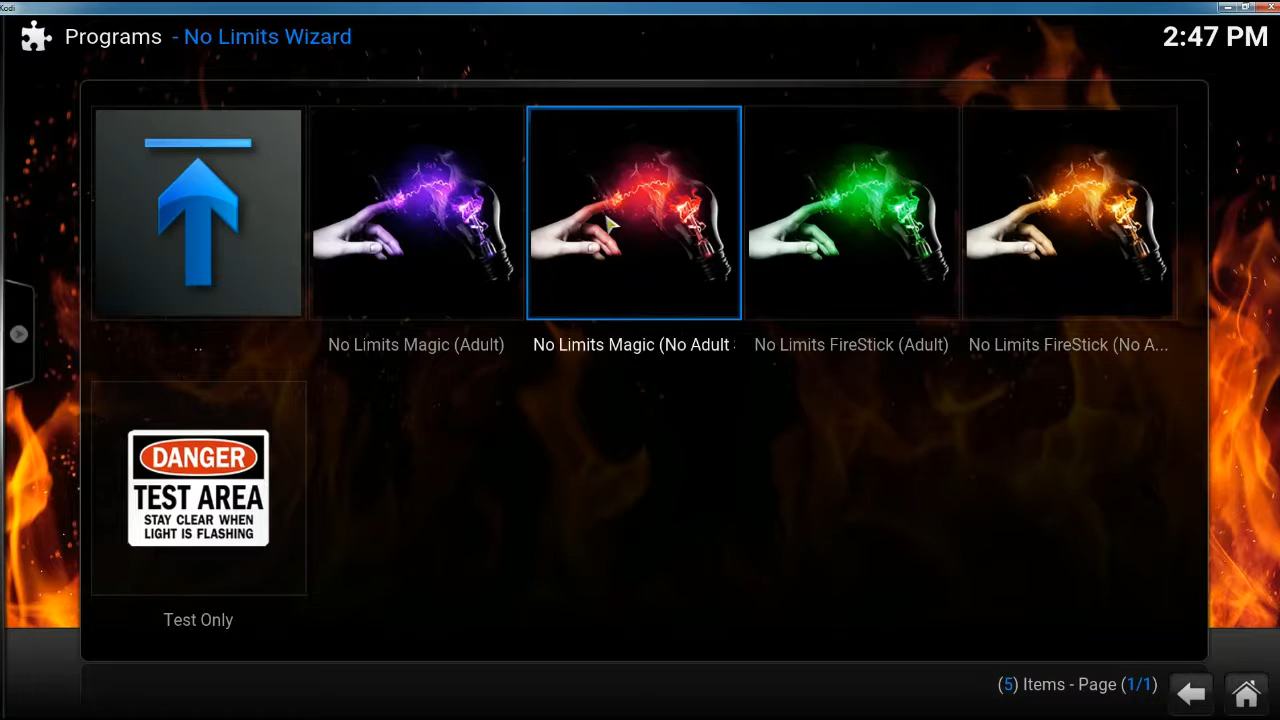 Kodi
Programs - No Limits Wizard
2:47 PM
..
No Limits Magic (Adult)
No Limits Magic (No Adult
No Limits FireStick (Adult)
No Limits FireStick (No A...
DANGER
TEST AREA
STAY CLEAR WHEN
LIGHT IS FLASHING
Test Only
(5) Items - Page (1/1)